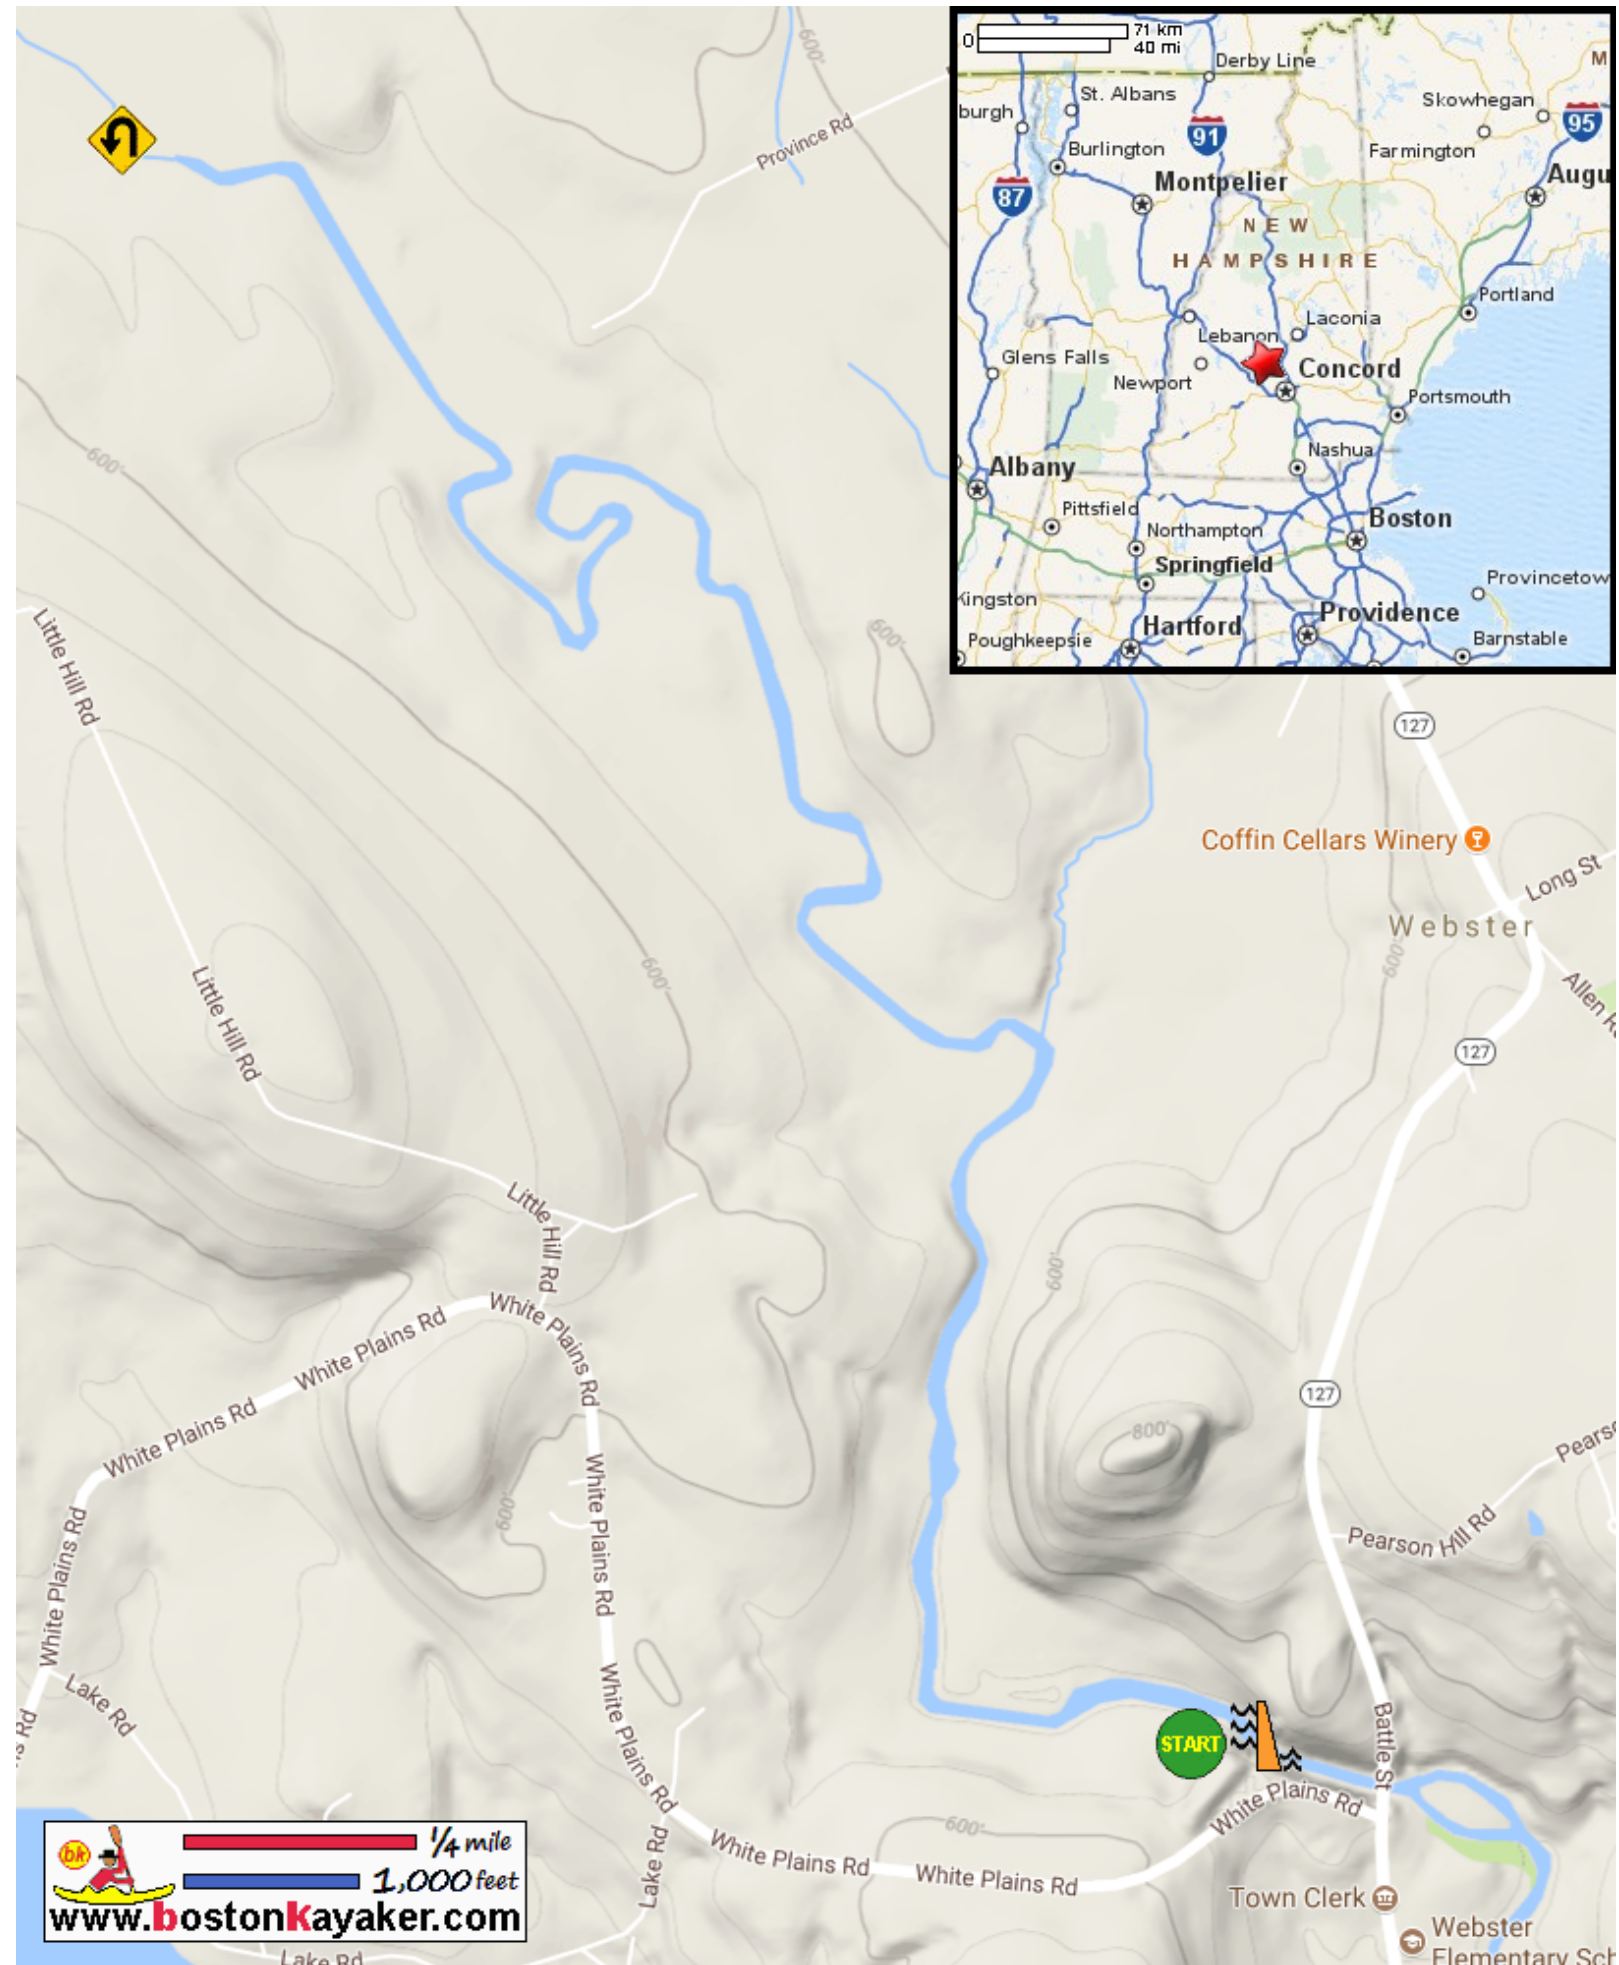 600'
Province Rd
600'
600'
Little Hill Rd
Little Hill Rd
600'
Little Hill Rd
White Plains Rd
White Plains Rd
White Plains Rd
White Plains Rd
White Plains Rd
600'
White Plains Rd
Lake Rd
s Rd
Lake Rd
White Plains Rd
White Plains Rd
600'
White Plains Rd
Lake Rd
START
127
Coffin Cellars Winery
Long St
Webster
600'
Allen R
127
600'
127
800'
Pearso
Pearson Hill Rd
Battle St
Town Clerk
Webster
Elementary Sch
0
71 km
40 mi
Derby Line
M
St. Albans
Skowhegan
burgh
91
95
Burlington
Farmington
Montpelier
Augu
87
NEW
HAMPSHIRE
Portland
Lebanon
Laconia
Glens Falls
Concord
Newport
Portsmouth
Nashua
Albany
Pittsfield
Boston
Northampton
Springfield
Provincetow
Kingston
Providence
Hartford
Poughkeepsie
Barnstable
bk
1/4 mile
1,000 feet
www.bostonkayaker.com